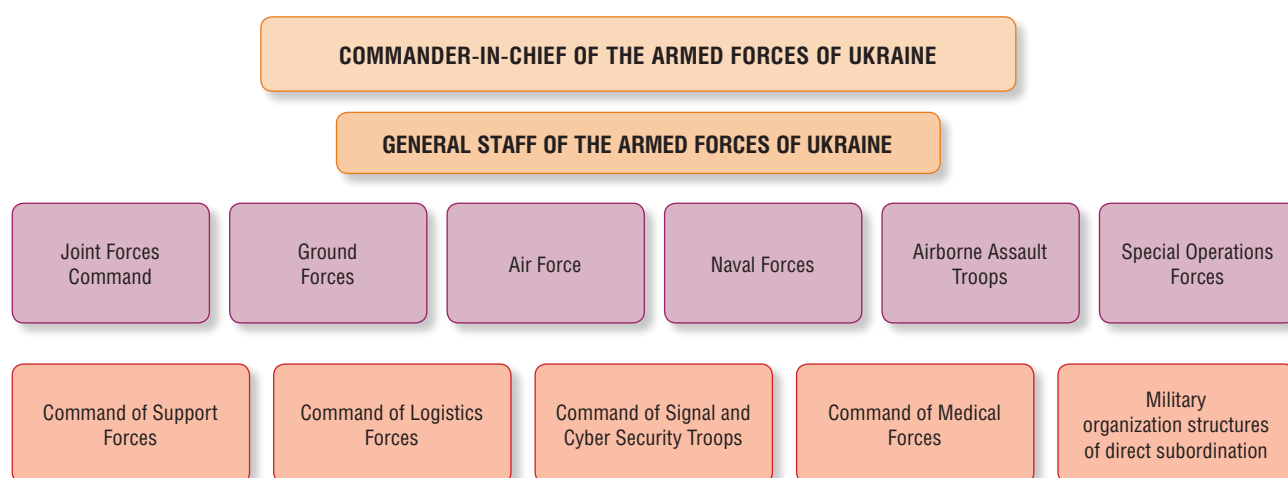 COMMANDER-IN-CHIEF OF THE ARMED FORCES OF UKRAINE
GENERAL STAFF OF THE ARMED FORCES OF UKRAINE
Joint Forces
Command
Ground
Forces
Air Force
Naval Forces
Airborne Assault
Troops
Special Operations
Forces
Command of Support
Forces
Command of Logistics
Forces
Command of Signal and
Cyber Security Troops
Command of Medical
Forces
Military
organization structures
of direct subordination